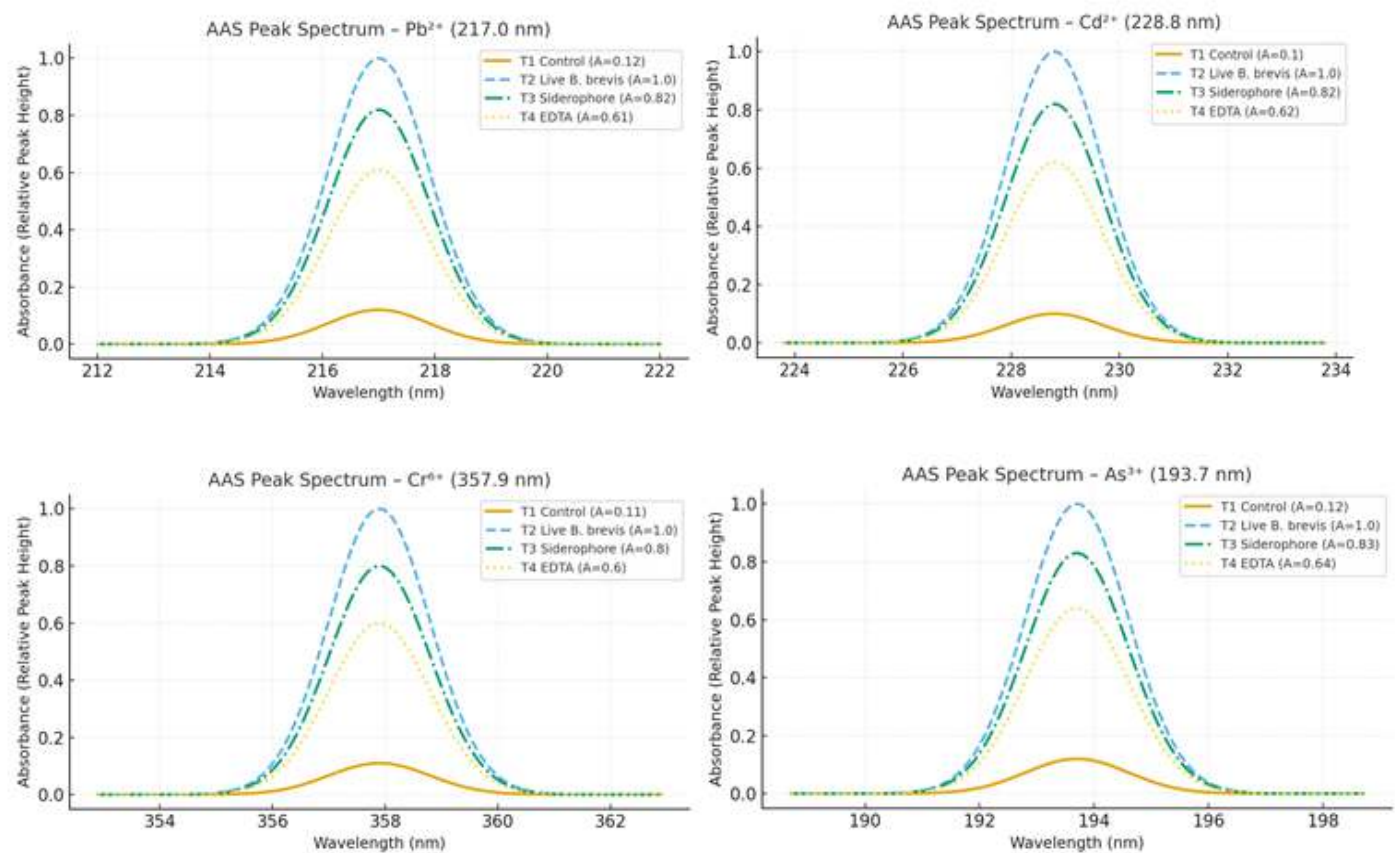 AAS Peak Spectrum – Pb²⁺ (217.0 nm)
T1 Control (A=0.12)
T2 Live B. brevis (A=1.0)
T3 Siderophore (A=0.82)
T4 EDTA (A=0.61)
Absorbance (Relative Peak Height)
1.0
0.8
0.6
0.4
0.2
0.0
212 214 216 218 220 222
Wavelength (nm)
AAS Peak Spectrum – Cd²⁺ (228.8 nm)
T1 Control (A=0.1)
T2 Live B. brevis (A=1.0)
T3 Siderophore (A=0.82)
T4 EDTA (A=0.62)
Absorbance (Relative Peak Height)
1.0
0.8
0.6
0.4
0.2
0.0
224 226 228 230 232 234
Wavelength (nm)
AAS Peak Spectrum – Cr⁶⁺ (357.9 nm)
T1 Control (A=0.11)
T2 Live B. brevis (A=1.0)
T3 Siderophore (A=0.8)
T4 EDTA (A=0.6)
Absorbance (Relative Peak Height)
1.0
0.8
0.6
0.4
0.2
0.0
354 356 358 360 362
Wavelength (nm)
AAS Peak Spectrum – As³⁺ (193.7 nm)
T1 Control (A=0.12)
T2 Live B. brevis (A=1.0)
T3 Siderophore (A=0.83)
T4 EDTA (A=0.64)
Absorbance (Relative Peak Height)
1.0
0.8
0.6
0.4
0.2
0.0
190 192 194 196 198
Wavelength (nm)